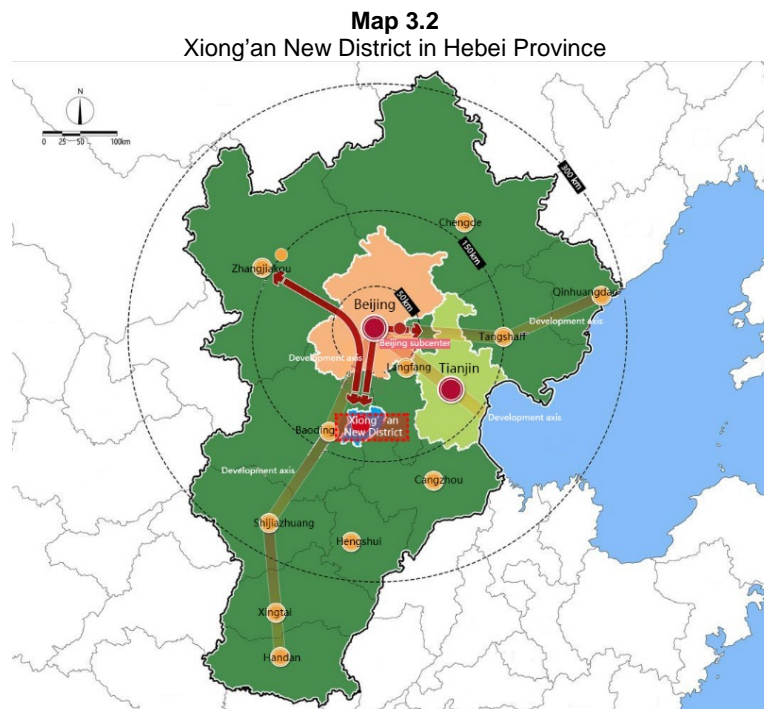 Map 3.2
Xiong'an New District in Hebei Province
N
0 25 50 100km
300 km
Chengde
150km
Zhangjiakou
Qinhuangdao
50km
Beijing
Development axis
Tangshan
Beijing subcenter
Development axis
Langfang
Tianjin
Development axis
Xiong'an
New District
Baoding
Development axis
Cangzhou
Shijiazhuang
Hengshui
Xingtai
Handan